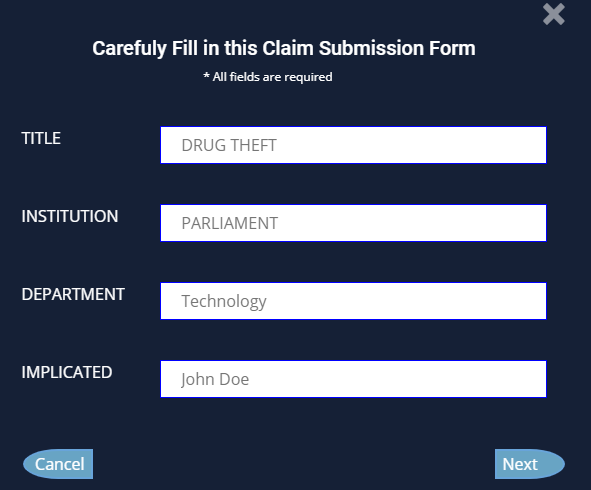 Carefuly Fill in this Claim Submission Form
* All fields are required
TITLE
DRUG THEFT
INSTITUTION
PARLIAMENT
DEPARTMENT
Technology
IMPLICATED
John Doe
Cancel
Next